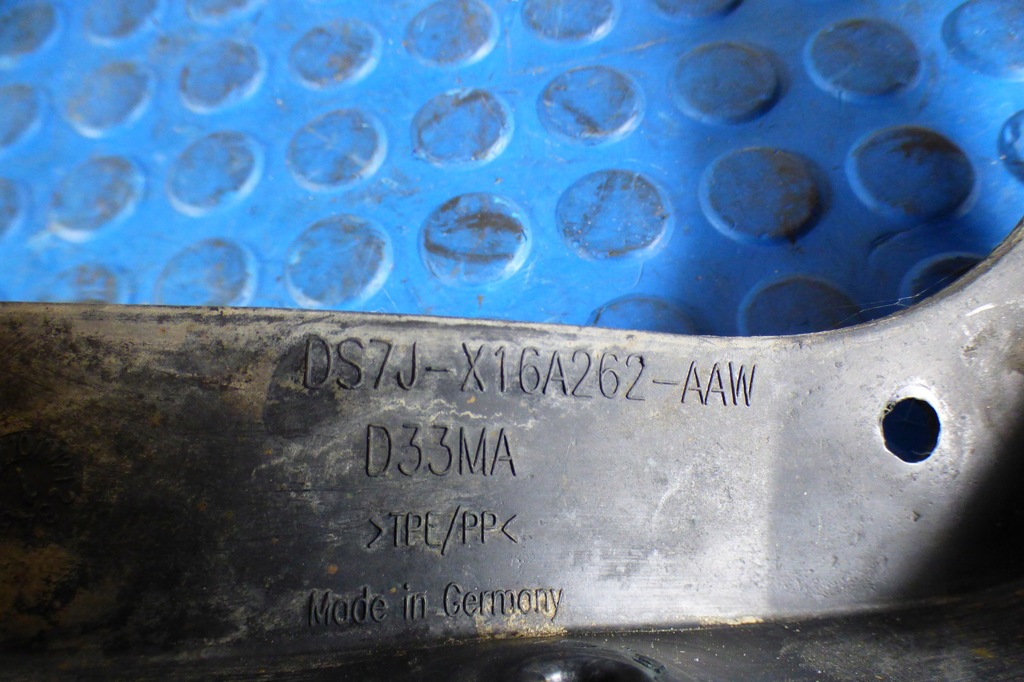 DS7J-X16A262-AAW
D33MA
>TPE/PP<
Made in Germany